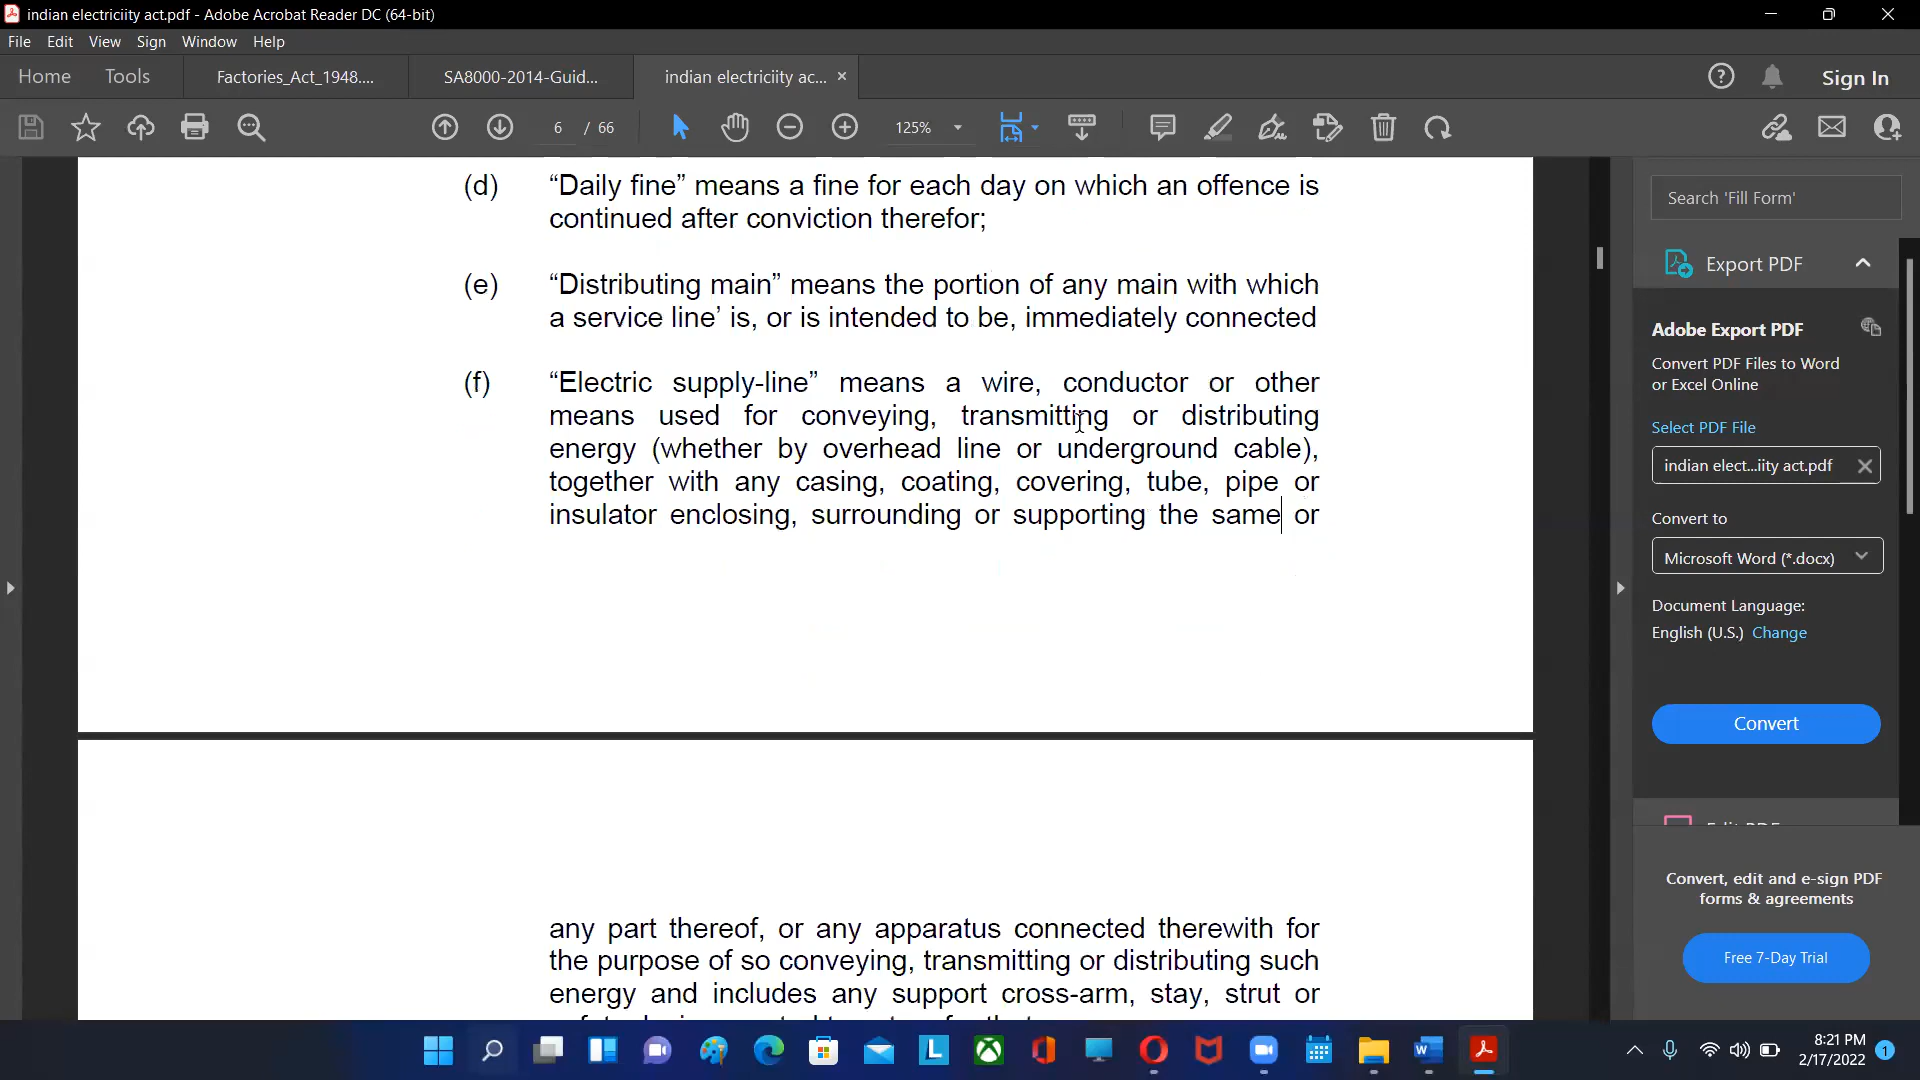 indian electriciity act.pdf - Adobe Acrobat Reader DC (64-bit)
File Edit View Sign Window Help
Home Tools Factories_Act_1948.... SA8000-2014-Guid... indian electriciity ac... × Sign In
6 / 66 125%
(d) “Daily fine” means a fine for each day on which an offence is
continued after conviction therefor;
(e) “Distributing main” means the portion of any main with which
a service line’ is, or is intended to be, immediately connected
(f) “Electric supply-line” means a wire, conductor or other
means used for conveying, transmitting or distributing
energy (whether by overhead line or underground cable),
together with any casing, coating, covering, tube, pipe or
insulator enclosing, surrounding or supporting the same or
any part thereof, or any apparatus connected therewith for
the purpose of so conveying, transmitting or distributing such
energy and includes any support cross-arm, stay, strut or
Search 'Fill Form'
Export PDF
Adobe Export PDF
Convert PDF Files to Word
or Excel Online
Select PDF File
indian elect...iity act.pdf
Convert to
Microsoft Word (*.docx)
Document Language:
English (U.S.) Change
Convert
Convert, edit and e-sign PDF
forms & agreements
Free 7-Day Trial
8:21 PM
2/17/2022
1